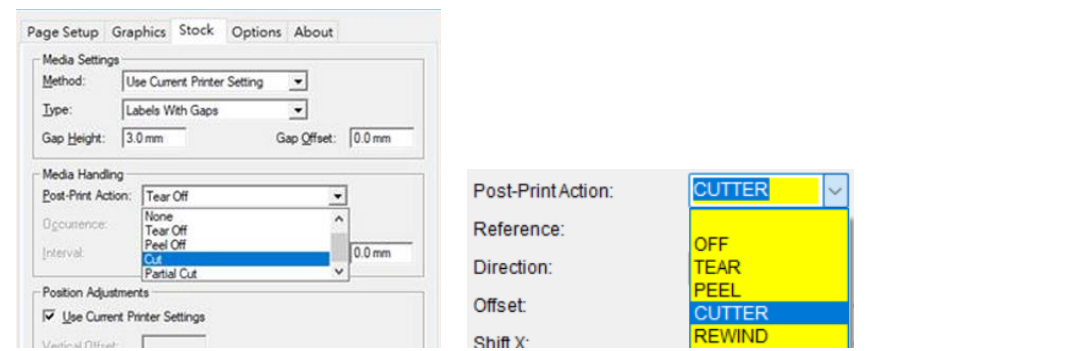 Page Setup Graphics Stock Options About
Media Settings
Method: Use Current Printer Setting
Type: Labels With Gaps
Gap Height: 3.0 mm Gap Offset: 0.0 mm
Media Handling
Post-Print Action: Tear Off
Occurrence: None
Tear Off
Peel Off
Interval: Cut 0.0 mm
Partial Cut
Position Adjustments
Use Current Printer Settings
Vertical Offset:
Post-Print Action: CUTTER
Reference:
OFF
Direction: TEAR
PEEL
Offset: CUTTER
Shift X: REWIND